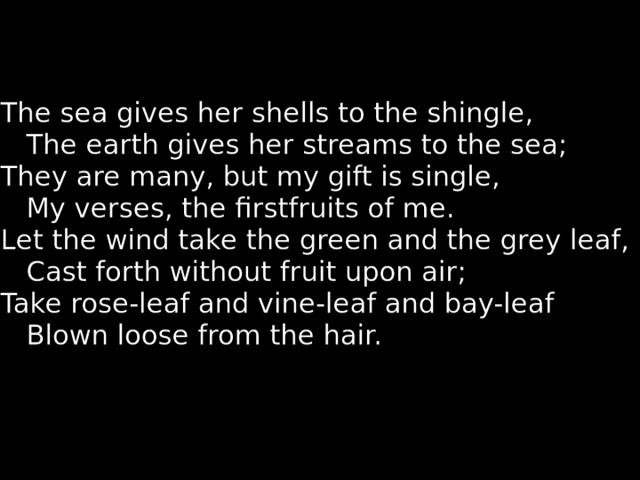 The sea gives her shells to the shingle,
The earth gives her streams to the sea;
They are many, but my gift is single,
My verses, the firstfruits of me.
Let the wind take the green and the grey leaf,
Cast forth without fruit upon air;
Take rose-leaf and vine-leaf and bay-leaf
Blown loose from the hair.